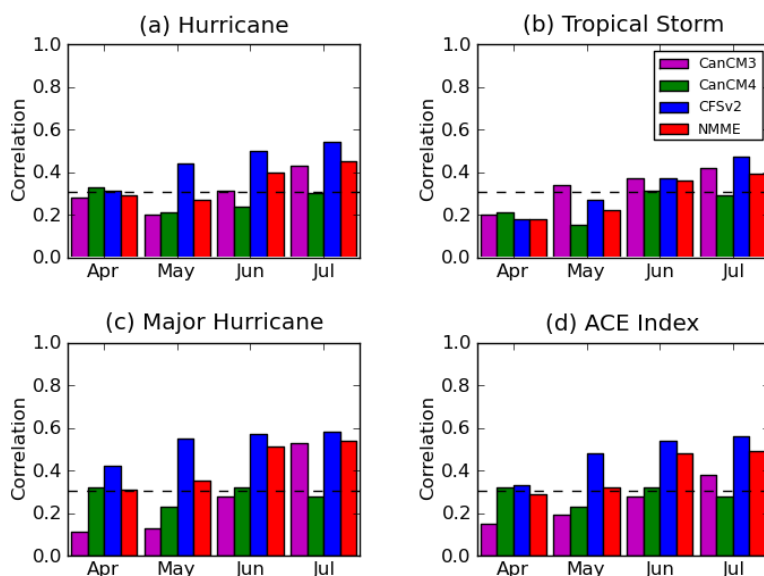 (a) Hurricane
(b) Tropical Storm
1.0
0.8
0.6
0.4
0.2
0.0
Correlation
Apr May Jun Jul
1.0
0.8
0.6
0.4
0.2
0.0
Correlation
CanCM3
CanCM4
CFSv2
NMME
Apr May Jun Jul
(c) Major Hurricane
(d) ACE Index
1.0
0.8
0.6
0.4
0.2
0.0
Correlation
Apr May Jun Jul
1.0
0.8
0.6
0.4
0.2
0.0
Correlation
Apr May Jun Jul